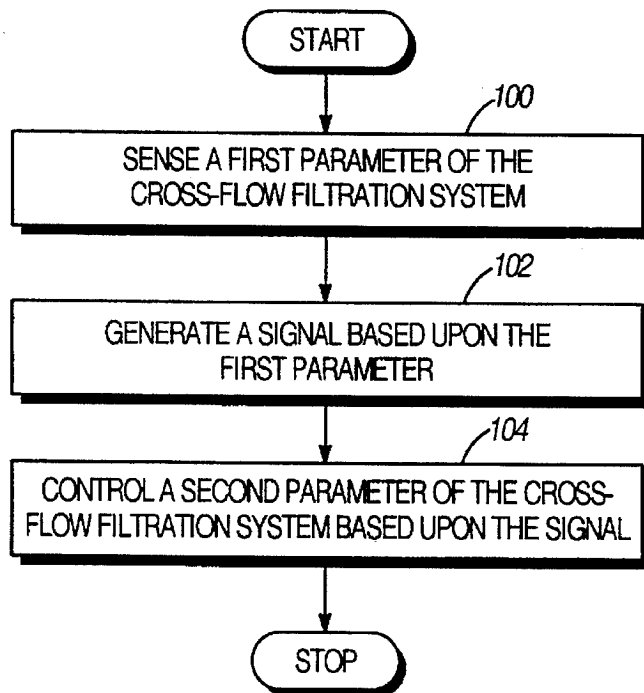 START
100
SENSE A FIRST PARAMETER OF THE
CROSS-FLOW FILTRATION SYSTEM
102
GENERATE A SIGNAL BASED UPON THE
FIRST PARAMETER
104
CONTROL A SECOND PARAMETER OF THE CROSS-
FLOW FILTRATION SYSTEM BASED UPON THE SIGNAL
STOP